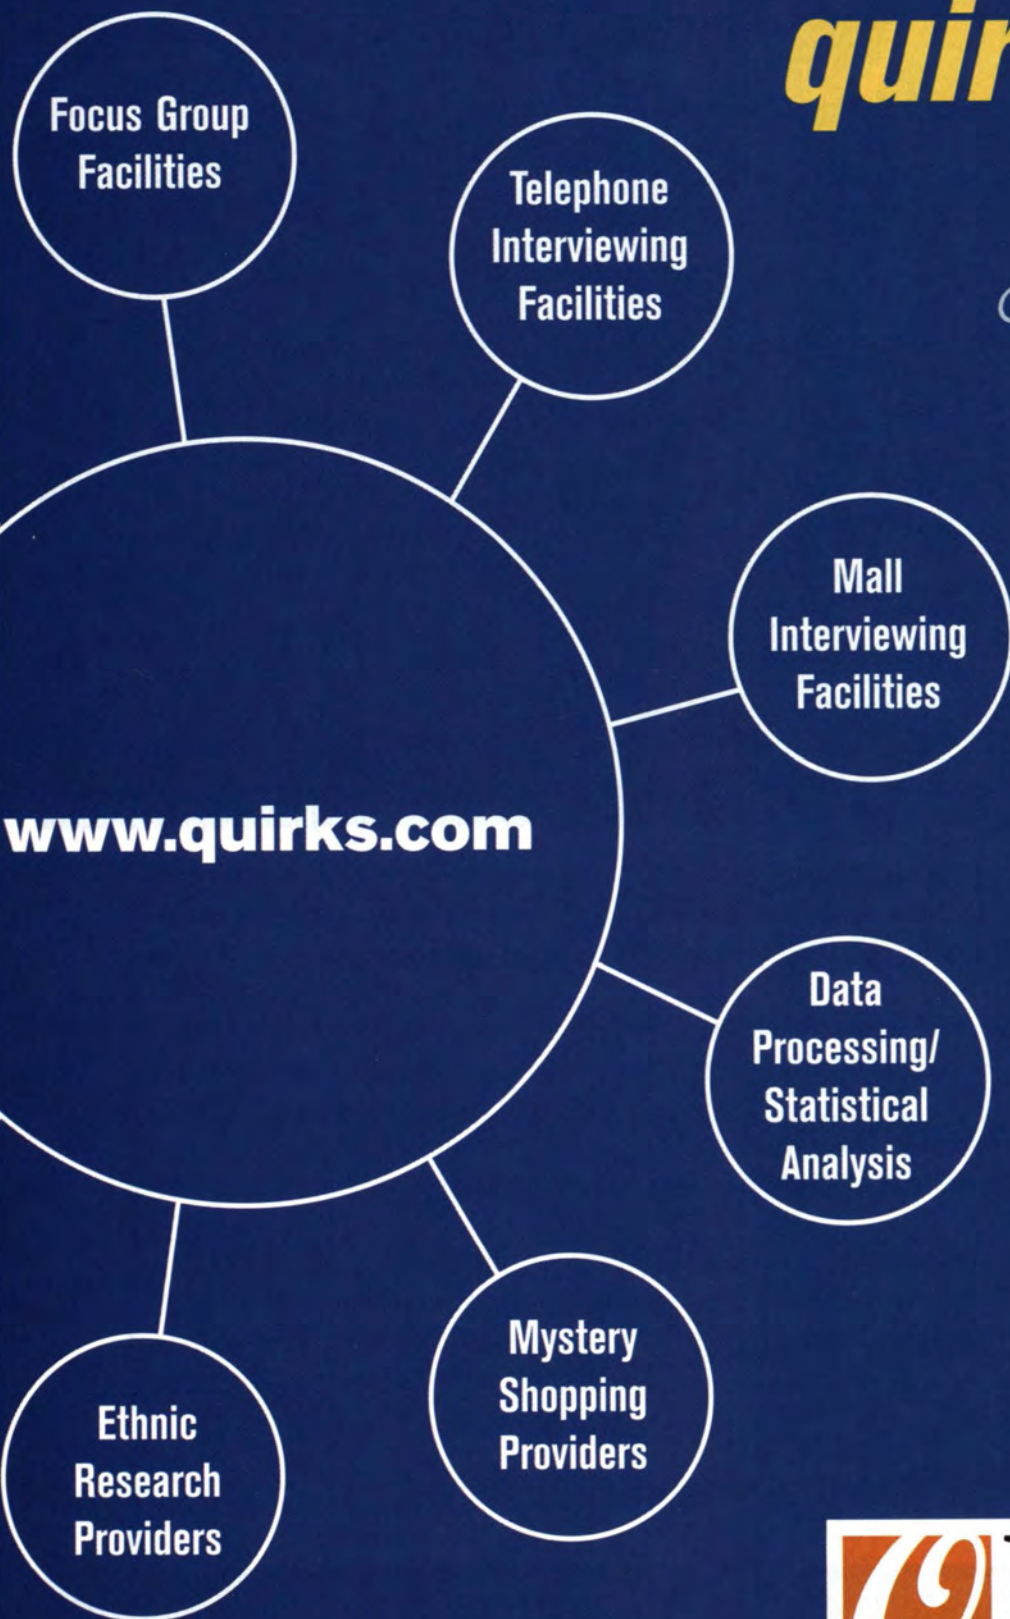 Focus Group
Facilities
Telephone
Interviewing
Facilities
Mall
Interviewing
Facilities
www.quirks.com
Data
Processing/
Statistical
Analysis
Mystery
Shopping
Providers
Ethnic
Research
Providers